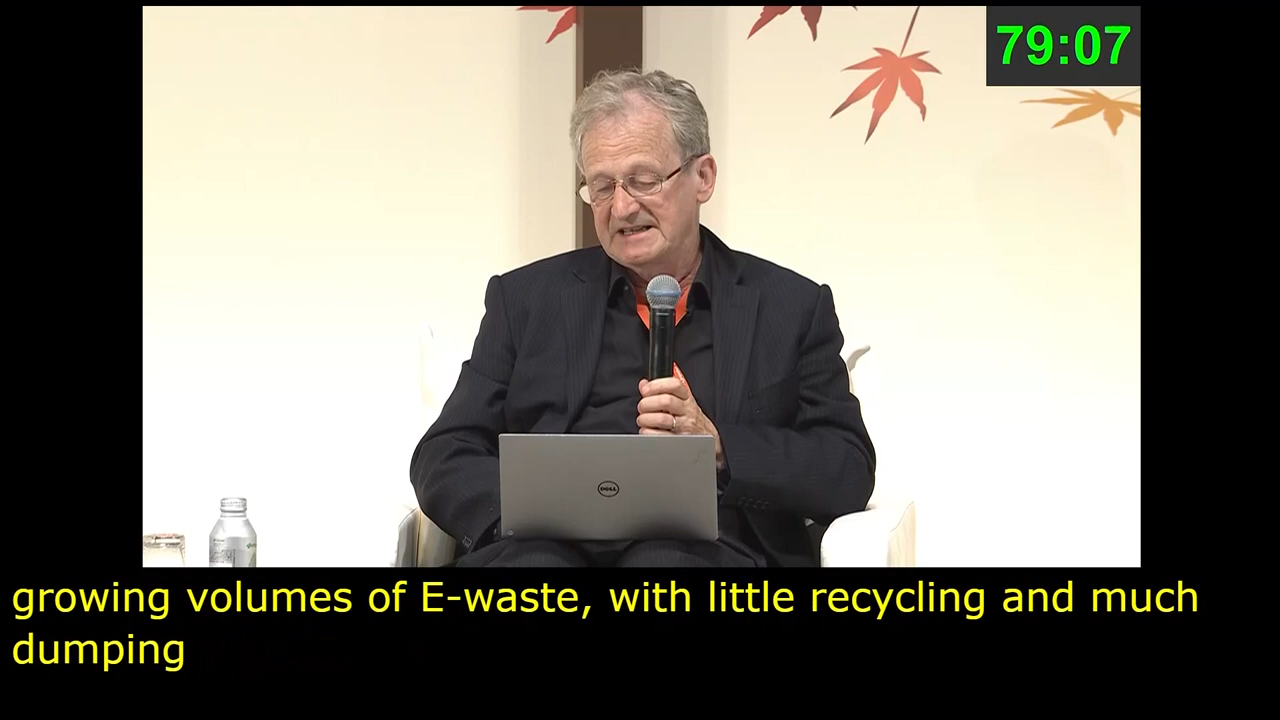 79:07
DELL
growing volumes of E-waste, with little recycling and much
dumping